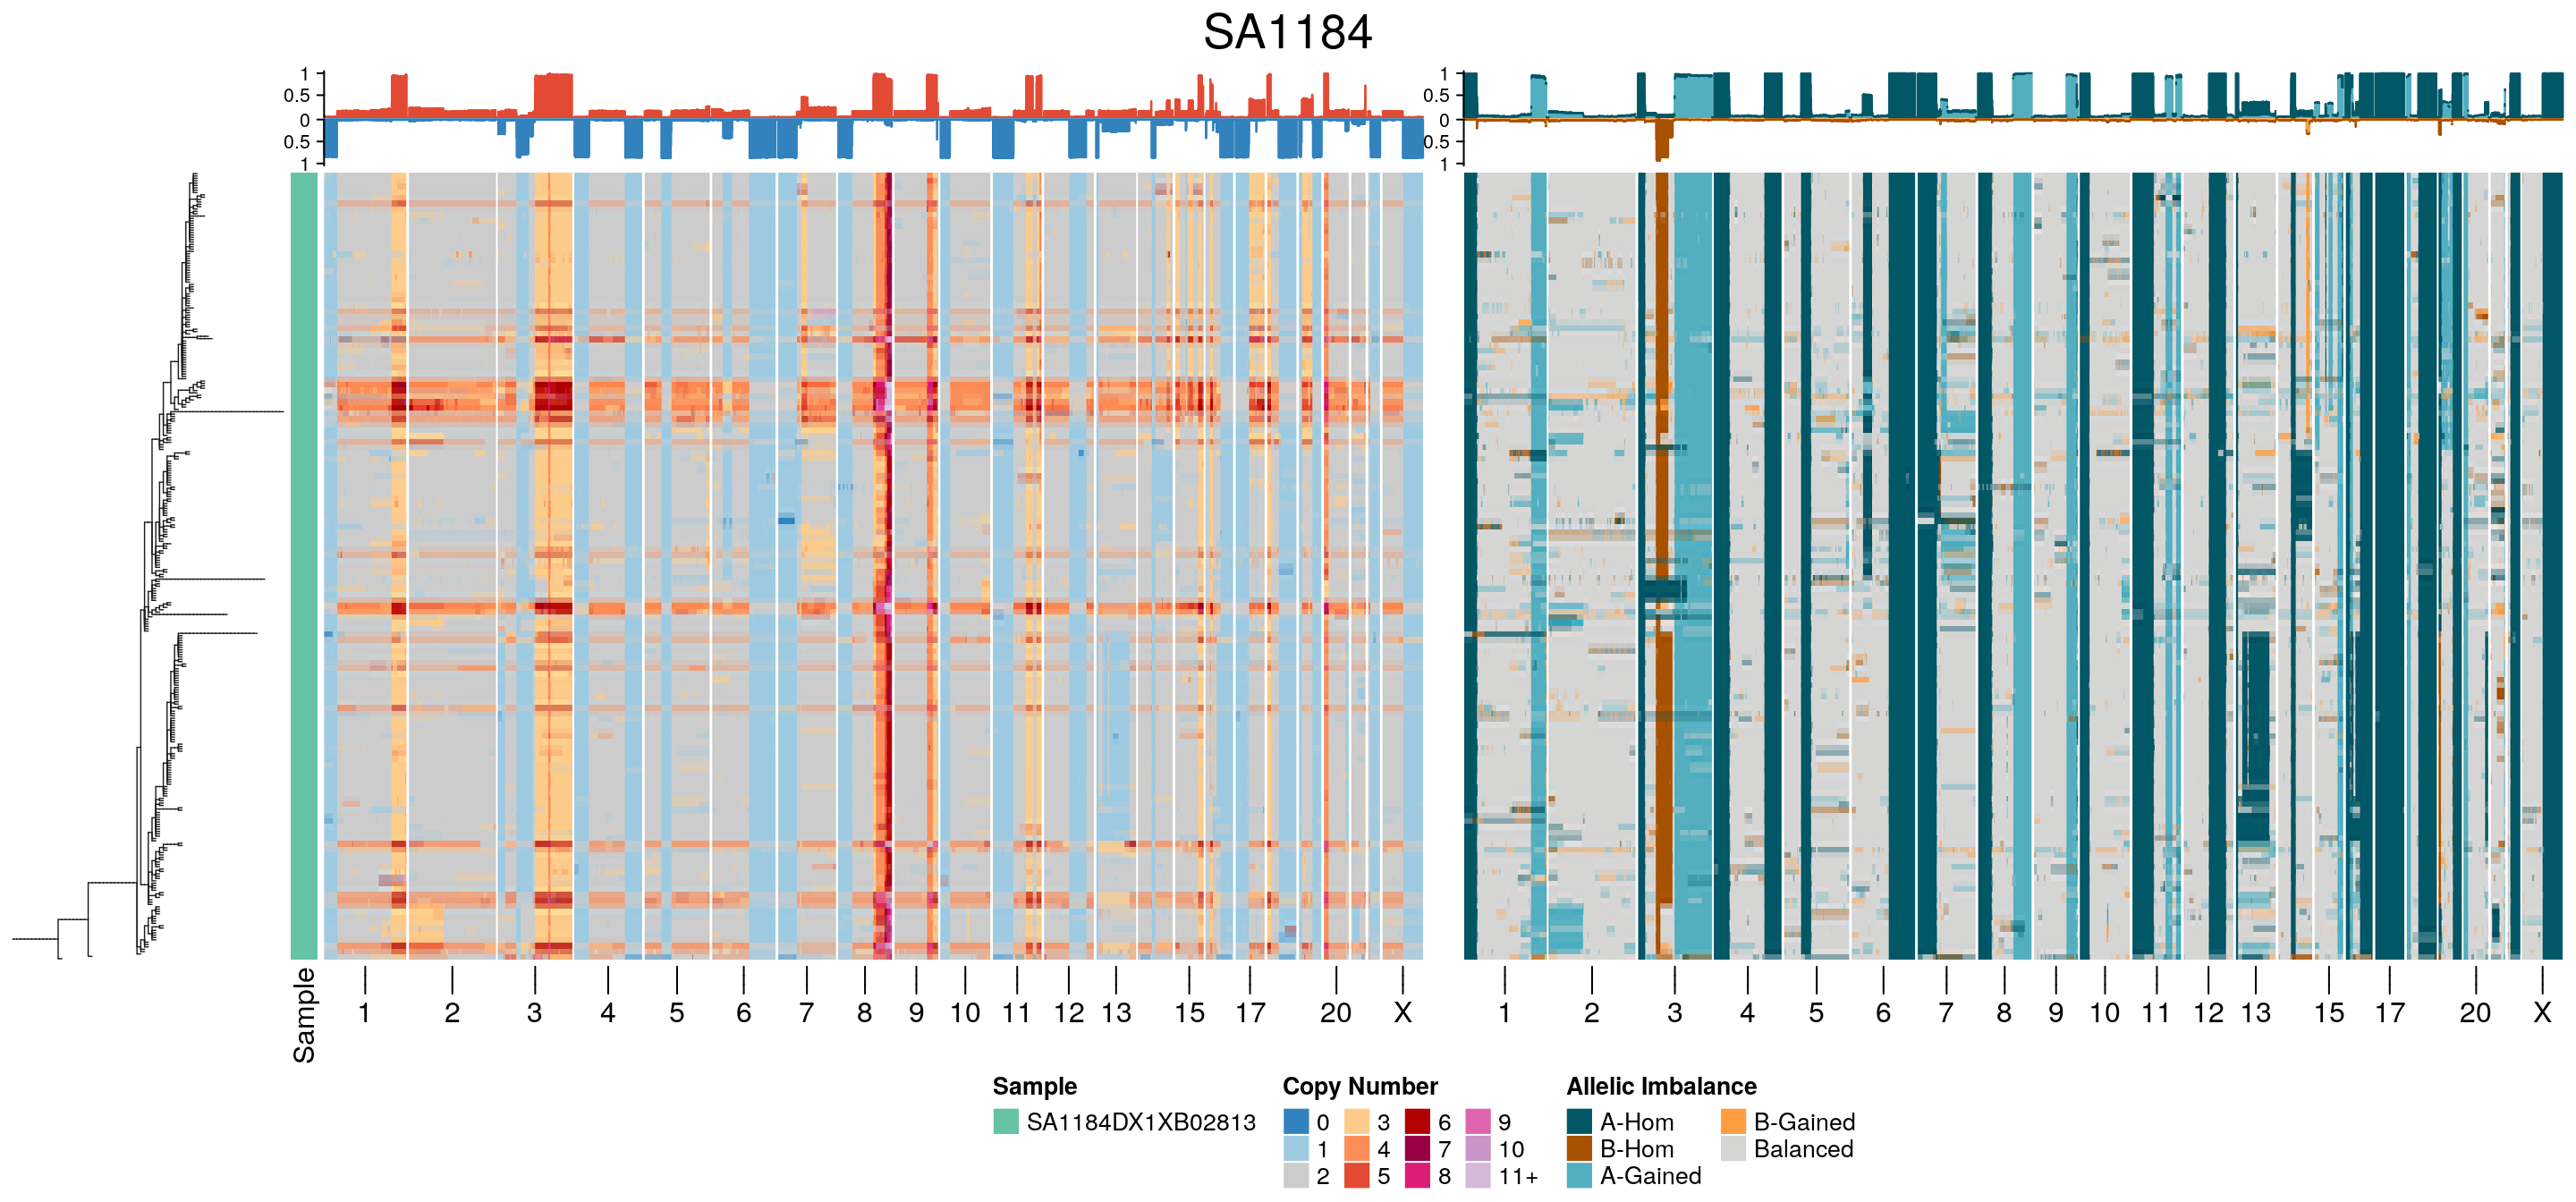 SA1184
1
0.5
0
0.5
1
1
0.5
0
0.5
1
Sample
1 2 3 4 5 6 7 8 9 10 11 12 13 15 17 20 X
1 2 3 4 5 6 7 8 9 10 11 12 13 15 17 20 X
Sample
SA1184DX1XB02813
Copy Number
0 3 6 9
1 4 7 10
2 5 8 11+
Allelic Imbalance
A-Hom B-Gained
B-Hom Balanced
A-Gained